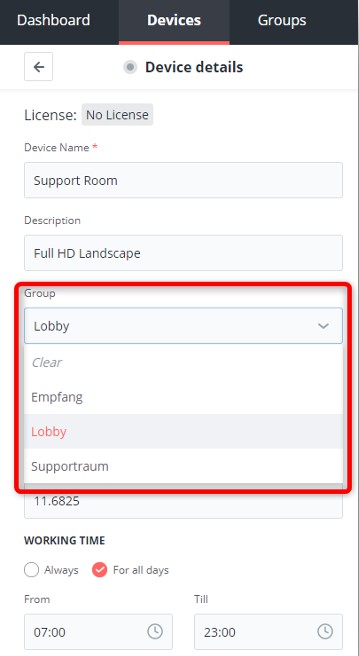 Dashboard Devices Groups
Device details
License: No License
Device Name *
Support Room
Description
Full HD Landscape
Group
Lobby
Clear
Empfang
Lobby
Supportraum
11.6825
WORKING TIME
Always For all days
From Till
07:00 23:00